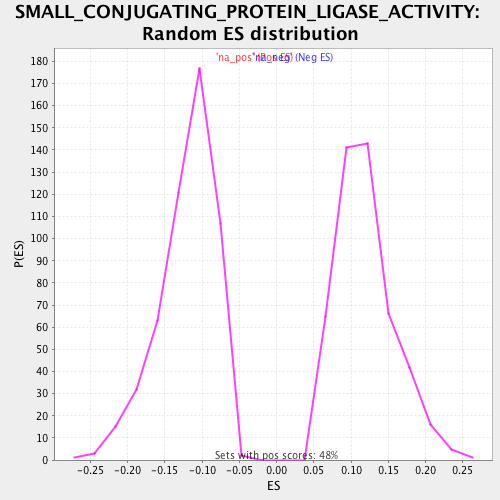 SMALL_CONJUGATING_PROTEIN_LIGASE_ACTIVITY:
Random ES distribution
'na_pos' (Pos ES) (Neg ES)
180
170
160
150
140
130
120
110
100
90
80
70
60
50
40
30
20
10
0
P(ES)
Sets with pos scores: 48%
-0.25 -0.20 -0.15 -0.10 -0.05 0.00 0.05 0.10 0.15 0.20 0.25
ES